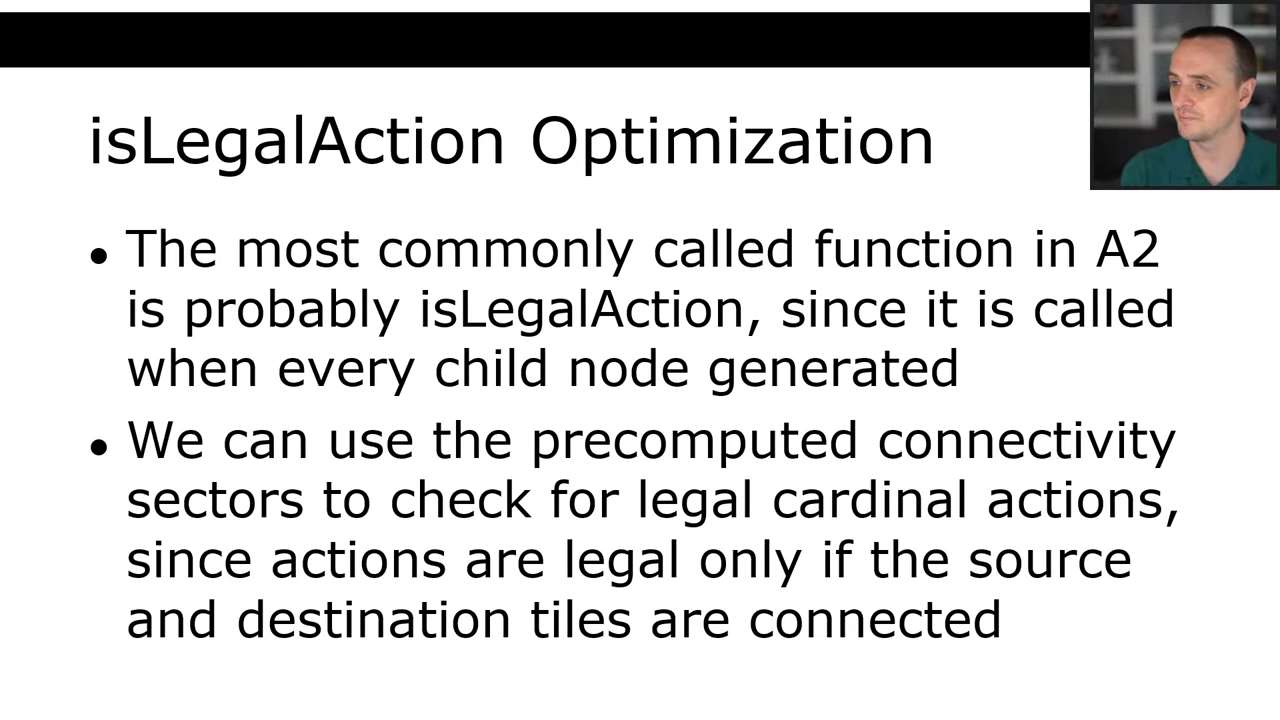 isLegalAction Optimization
• The most commonly called function in A2
is probably isLegalAction, since it is called
when every child node generated
• We can use the precomputed connectivity
sectors to check for legal cardinal actions,
since actions are legal only if the source
and destination tiles are connected